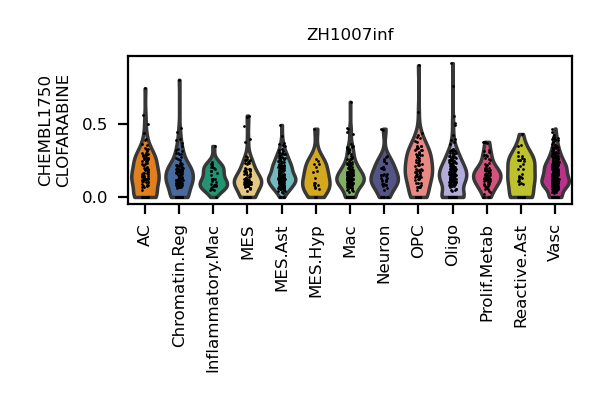 ZH1007inf
CHEMBL1750
CLOFARABINE
0.5
0.0
AC
Chromatin.Reg
Inflammatory.Mac
MES
MES.Ast
MES.Hyp
Mac
Neuron
OPC
Oligo
Prolif.Metab
Reactive.Ast
Vasc